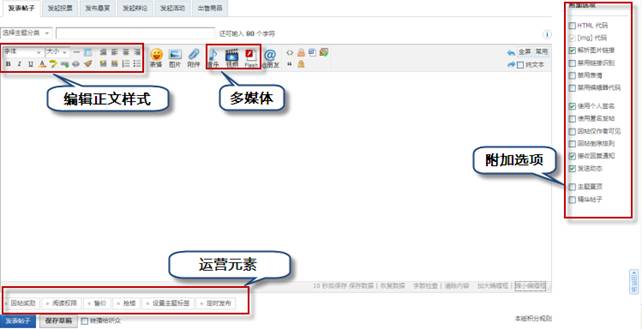 发表帖子 发起投票 发布悬赏 发起辩论 发起活动 出售商品
选择主题分类 还可输入 80 个字符
附加选项
HTML 代码
[img] 代码
解析图片链接
禁用链接识别
禁用表情
禁用编辑器代码
使用个人签名
使用匿名发帖
回帖仅作者可见
回帖倒序排列
接收回复通知
发送动态
主题置顶
精华帖子
字体 大小 全屏 常用
B I U A 表情 图片 附件 音乐 视频 Flash @朋友 纯文本
编辑正文样式
多媒体
附加选项
运营元素
10 秒后保存 保存数据 | 恢复数据 字数检查 | 清除内容 加大编辑框 | 缩小编辑框
回帖奖励 阅读权限 售价 抢楼 设置主题标签 定时发布
发表帖子 保存草稿 转播给听众 本版积分规则